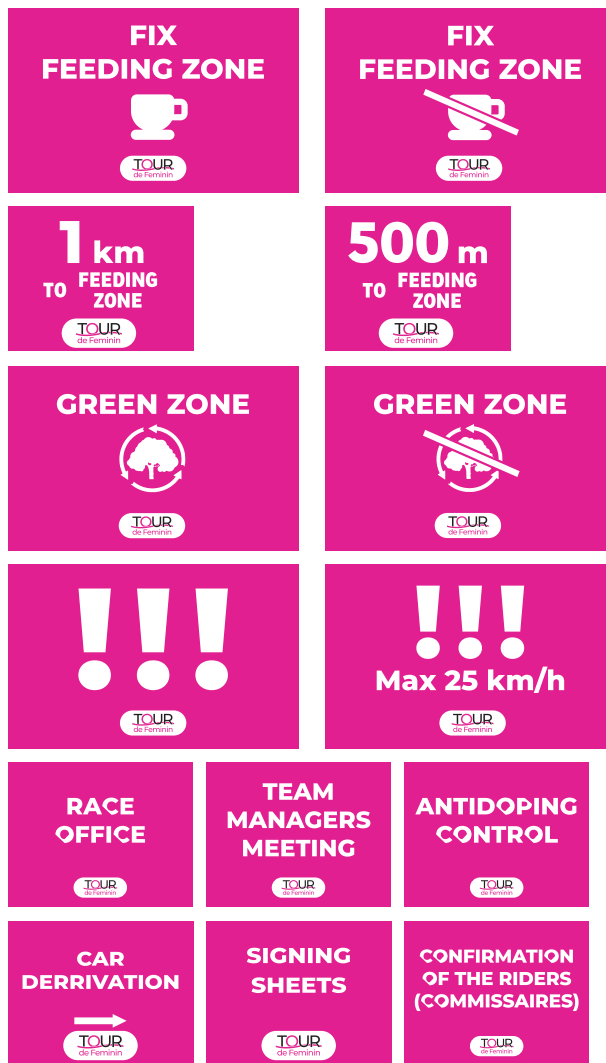 FIX
FEEDING ZONE
TOUR
de Feminin
FIX
FEEDING ZONE
TOUR
de Feminin
1 km
TO FEEDING
ZONE
TOUR
de Feminin
500 m
TO FEEDING
ZONE
TOUR
de Feminin
GREEN ZONE
TOUR
de Feminin
GREEN ZONE
TOUR
de Feminin
!!!
TOUR
de Feminin
!!!
Max 25 km/h
TOUR
de Feminin
RACE
OFFICE
TOUR
de Feminin
TEAM
MANAGERS
MEETING
TOUR
de Feminin
ANTIDOPING
CONTROL
TOUR
de Feminin
CAR
DERRIVATION
TOUR
de Feminin
SIGNING
SHEETS
TOUR
de Feminin
CONFIRMATION
OF THE RIDERS
(COMMISSAIRES)
TOUR
de Feminin